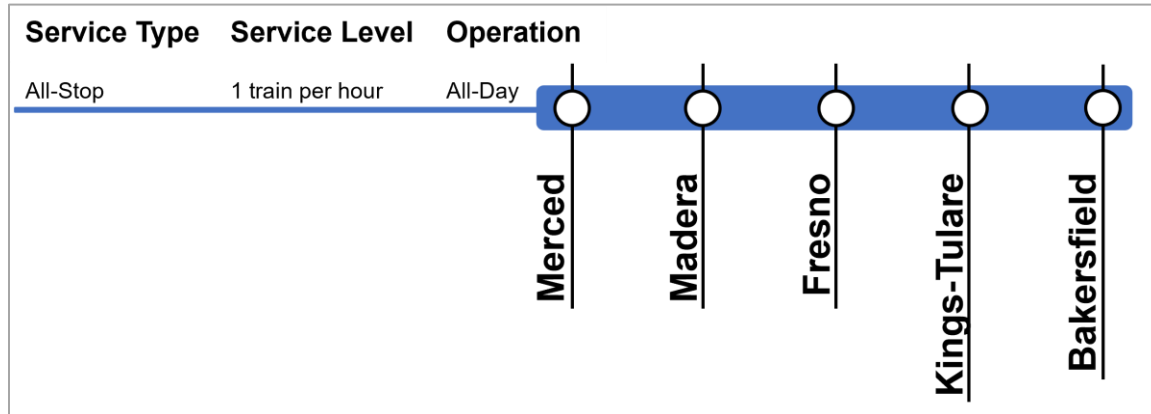 Service Type Service Level Operation
All-Stop 1 train per hour All-Day
Merced
Madera
Fresno
Kings-Tulare
Bakersfield